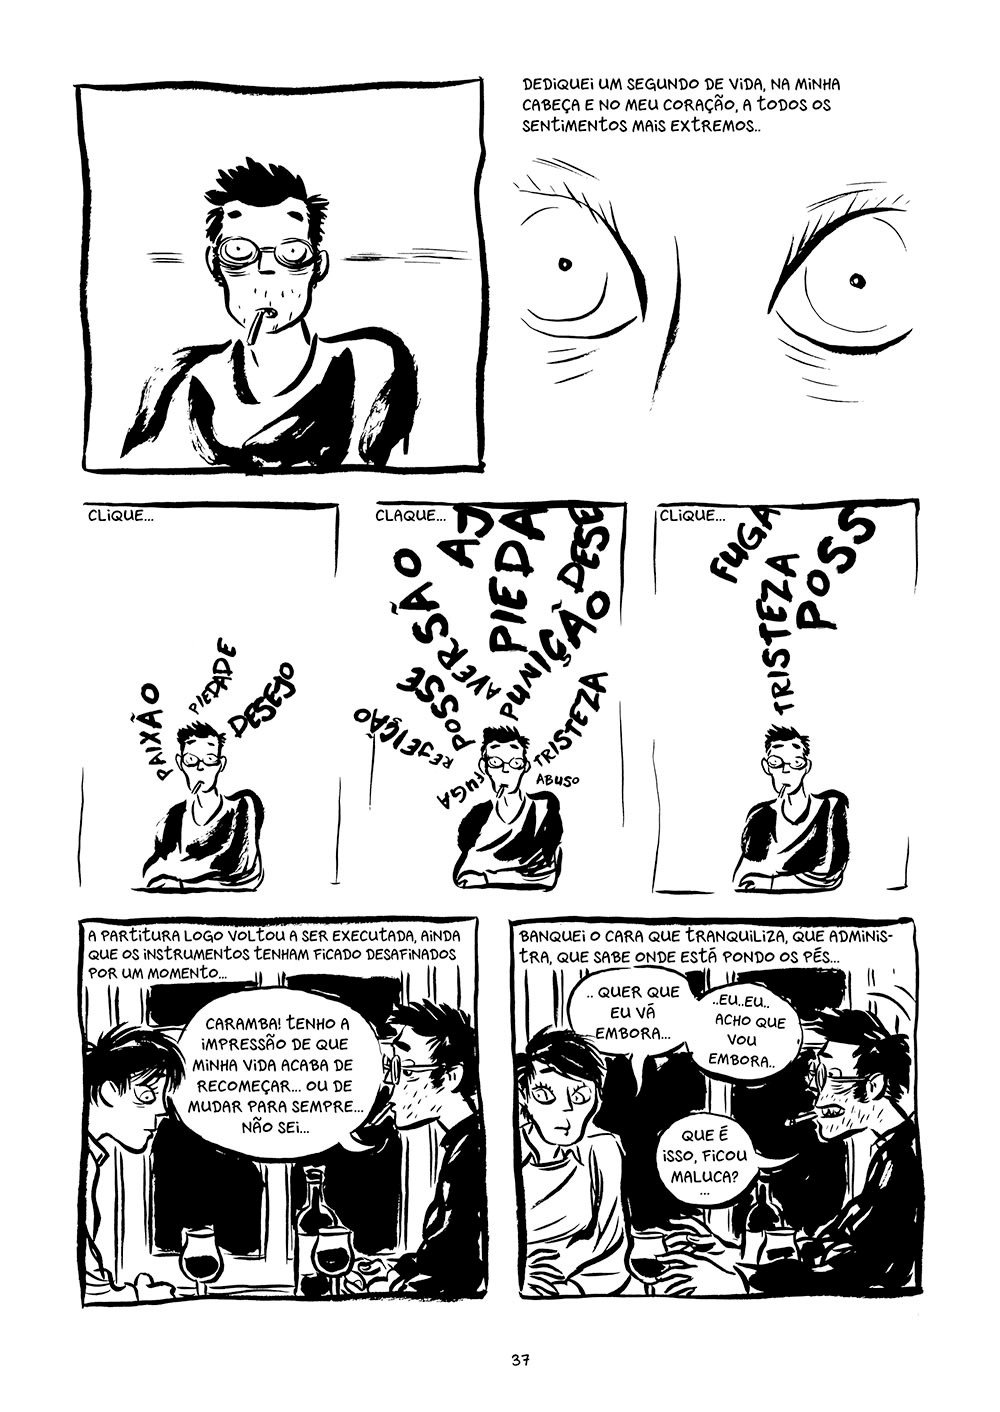 DEDIQUEI UM SEGUNDO DE VIDA, NA MINHA
CABEÇA E NO MEU CORAÇÃO, A TODOS OS
SENTIMENTOS MAIS EXTREMOS..
CLIQUE...
PAIXÃO
PIEDADE
DESEJO
CLAQUE...
REJEIÇÃO
POSSE
AVERSÃO
AJ
PIEDA
PUNIÇÃO
DESE
O
FUGA
TRISTEZA
ABUSO
CLIQUE...
FUGA
TRISTEZA
POSS
A PARTITURA LOGO VOLTOU A SER EXECUTADA, AINDA
QUE OS INSTRUMENTOS TENHAM FICADO DESAFINADOS
POR UM MOMENTO...
CARAMBA! TENHO A
IMPRESSÃO DE QUE
MINHA VIDA ACABA DE
RECOMEÇAR... OU DE
MUDAR PARA SEMPRE...
NÃO SEI...
BANQUEI O CARA QUE TRANQUILIZA, QUE ADMINIS-
TRA, QUE SABE ONDE ESTÁ PONDO OS PÉS...
.. QUER QUE
EU VÁ
EMBORA...
..EU..EU..
ACHO QUE
VOU
EMBORA..
QUE É
ISSO, FICOU
MALUCA?
...
37